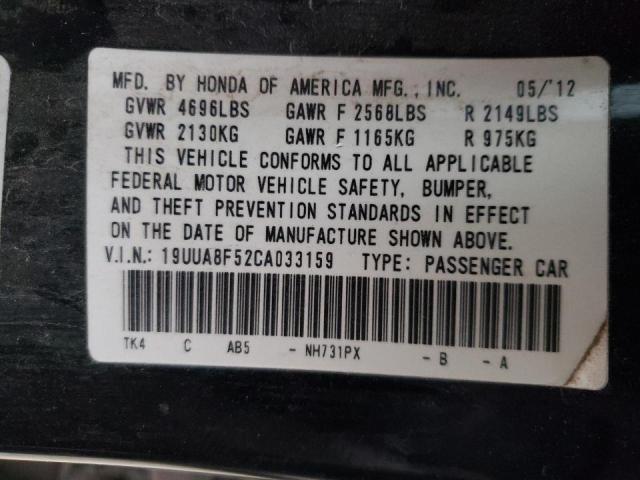 MFD. BY HONDA OF AMERICA MFG., INC. 05/'12
GVWR 4696LBS GAWR F 2568LBS R 2149LBS
GVWR 2130KG GAWR F 1165KG R 975KG
THIS VEHICLE CONFORMS TO ALL APPLICABLE
FEDERAL MOTOR VEHICLE SAFETY, BUMPER,
AND THEFT PREVENTION STANDARDS IN EFFECT
ON THE DATE OF MANUFACTURE SHOWN ABOVE.
V.I.N.: 19UUA8F52CA033159 TYPE: PASSENGER CAR
TK4 C AB5 - NH731PX - B - A